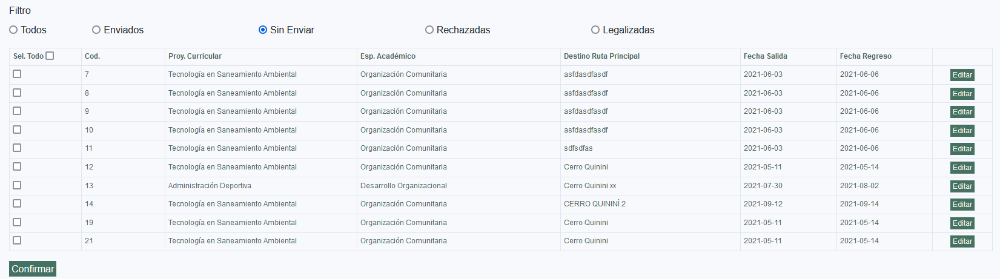 Filtro
Todos Enviados Sin Enviar Rechazadas Legalizadas
Sel. Todo Cod. Proy. Curricular Esp. Académico Destino Ruta Principal Fecha Salida Fecha Regreso
7 Tecnología en Saneamiento Ambiental Organización Comunitaria asfdasdfasdf 2021-06-03 2021-06-06 Editar
8 Tecnología en Saneamiento Ambiental Organización Comunitaria asfdasdfasdf 2021-06-03 2021-06-06 Editar
9 Tecnología en Saneamiento Ambiental Organización Comunitaria asfdasdfasdf 2021-06-03 2021-06-06 Editar
10 Tecnología en Saneamiento Ambiental Organización Comunitaria asfdasdfasdf 2021-06-03 2021-06-06 Editar
11 Tecnología en Saneamiento Ambiental Organización Comunitaria sdfsdfas 2021-06-03 2021-06-06 Editar
12 Tecnología en Saneamiento Ambiental Organización Comunitaria Cerro Quinini 2021-05-11 2021-05-14 Editar
13 Administración Deportiva Desarrollo Organizacional Cerro Quinini xx 2021-07-30 2021-08-02 Editar
14 Tecnología en Saneamiento Ambiental Organización Comunitaria CERRO QUININÍ 2 2021-09-12 2021-09-14 Editar
19 Tecnología en Saneamiento Ambiental Organización Comunitaria Cerro Quinini 2021-05-11 2021-05-14 Editar
21 Tecnología en Saneamiento Ambiental Organización Comunitaria Cerro Quinini 2021-05-11 2021-05-14 Editar
Confirmar